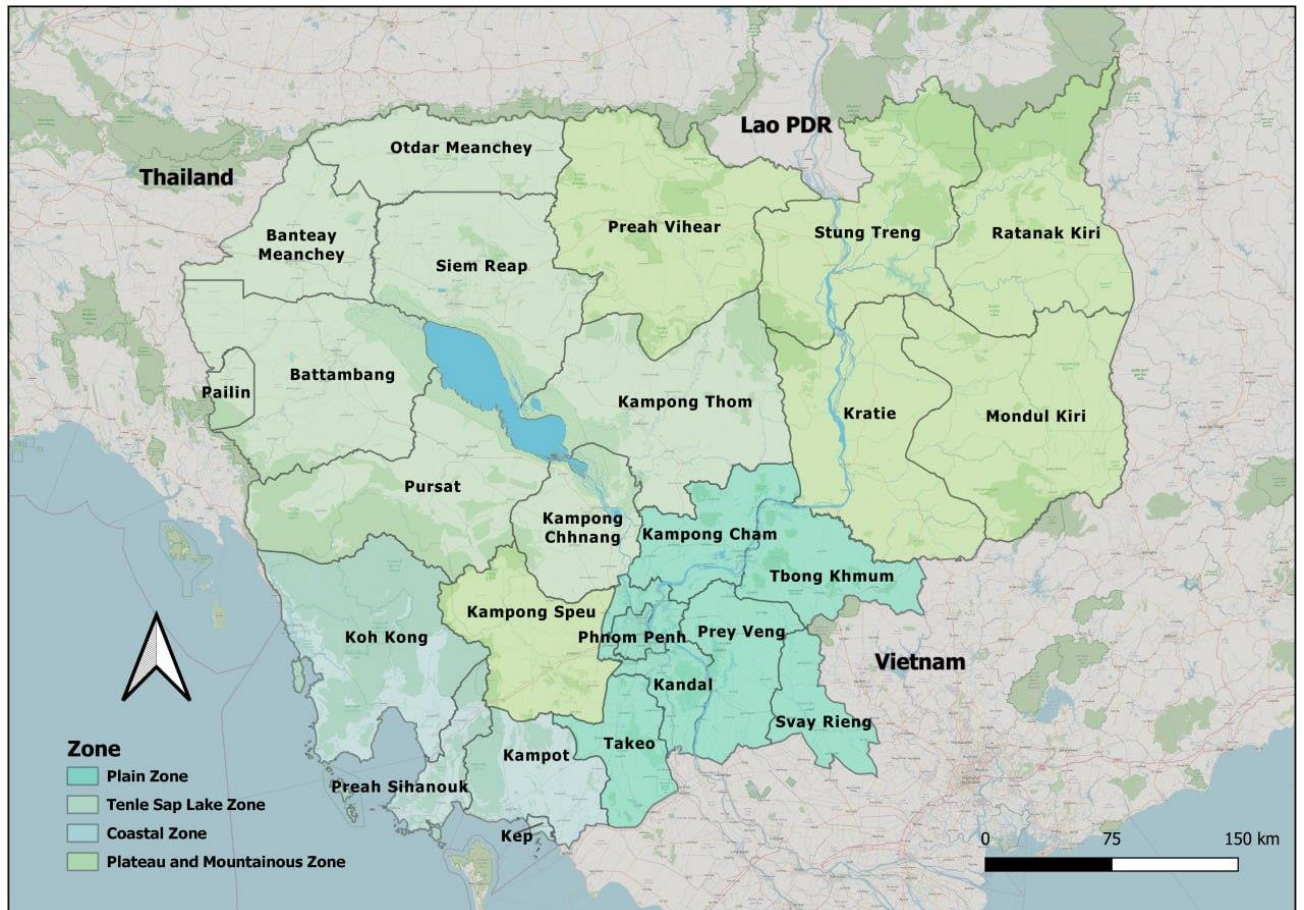 Lao PDR
Otdar Meanchey
Thailand
Banteay
Meanchey
Siem Reap
Preah Vihear
Stung Treng
Ratanak Kiri
Pailin
Battambang
Kampong Thom
Kratie
Mondul Kiri
Pursat
Kampong
Chhnang
Kampong Cham
Tbong Khmum
Koh Kong
Kampong Speu
Phnom Penh
Prey Veng
Vietnam
Kandal
Svay Rieng
Takeo
Kampot
Preah Sihanouk
Kep
Zone
Plain Zone
Tenle Sap Lake Zone
Coastal Zone
Plateau and Mountainous Zone
0 75 150 km